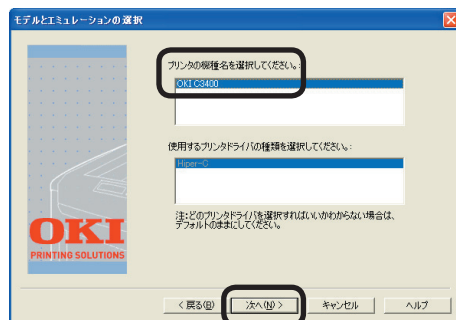 モデルとエミュレーションの選択
プリンタの機種名を選択してください。:
OKI C3400
使用するプリンタドライバの種類を選択してください。:
Hiper-C
注:どのプリンタドライバを選択すればいいかわからない場合は、
デフォルトのままにしてください。
OKI
PRINTING SOLUTIONS
< 戻る(B) 次へ(N) > キャンセル ヘルプ